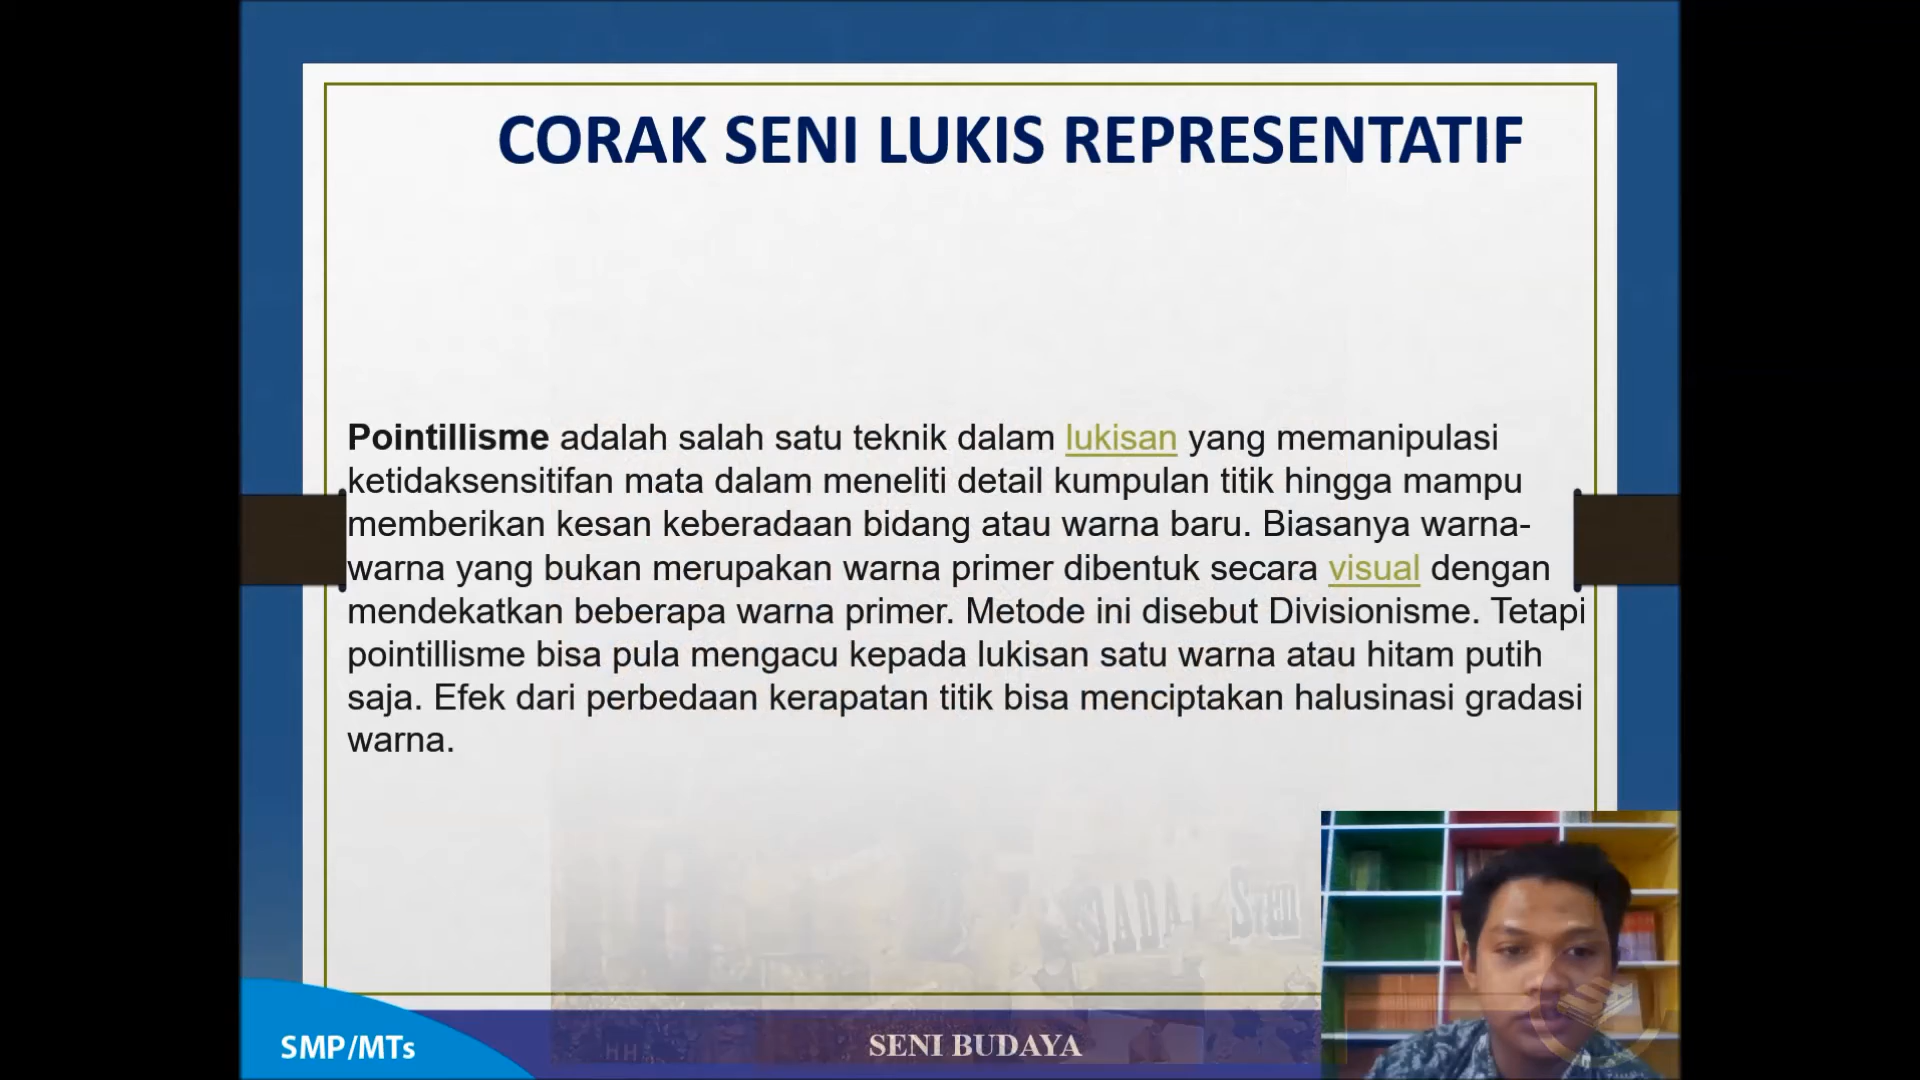 CORAK SENI LUKIS REPRESENTATIF
Pointillisme adalah salah satu teknik dalam lukisan yang memanipulasi
ketidaksensitifan mata dalam meneliti detail kumpulan titik hingga mampu
memberikan kesan keberadaan bidang atau warna baru. Biasanya warna-
warna yang bukan merupakan warna primer dibentuk secara visual dengan
mendekatkan beberapa warna primer. Metode ini disebut Divisionisme. Tetapi
pointillisme bisa pula mengacu kepada lukisan satu warna atau hitam putih
saja. Efek dari perbedaan kerapatan titik bisa menciptakan halusinasi gradasi
warna.
DADA
SMP/MTs
SENI BUDAYA